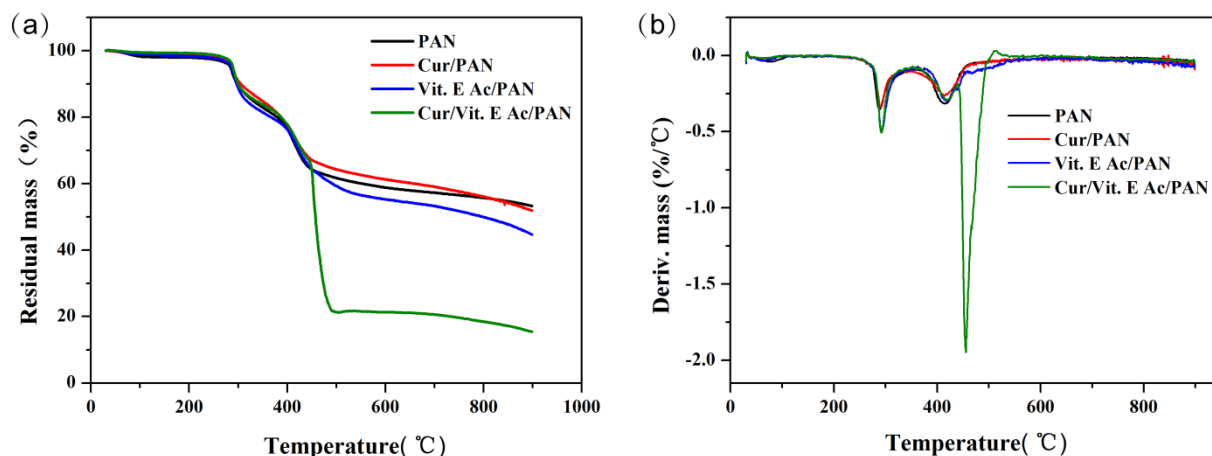 (a)
100
80
60
40
20
0
Residual mass (%)
0 200 400 600 800 1000
Temperature( ℃)
PAN
Cur/PAN
Vit. E Ac/PAN
Cur/Vit. E Ac/PAN
(b)
0.0
-0.5
-1.0
-1.5
-2.0
Deriv. mass (%/℃)
0 200 400 600 800
Temperature( ℃)
PAN
Cur/PAN
Vit. E Ac/PAN
Cur/Vit. E Ac/PAN